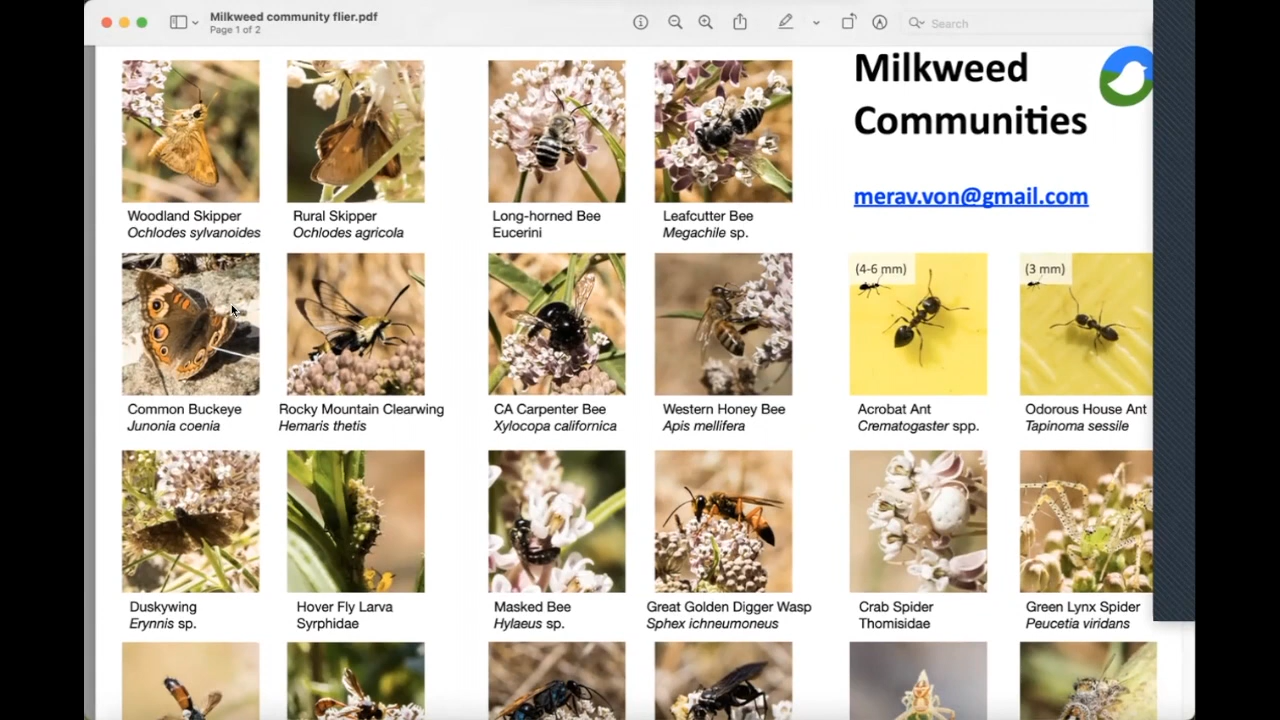 Milkweed community flier.pdf
Page 1 of 2
Search
Milkweed
Communities
merav.von@gmail.com
Woodland Skipper
Ochlodes sylvanoides
Rural Skipper
Ochlodes agricola
Long-horned Bee
Eucerini
Leafcutter Bee
Megachile sp.
(4-6 mm)
(3 mm)
Common Buckeye
Junonia coenia
Rocky Mountain Clearwing
Hemaris thetis
CA Carpenter Bee
Xylocopa californica
Western Honey Bee
Apis mellifera
Acrobat Ant
Crematogaster spp.
Odorous House Ant
Tapinoma sessile
Duskywing
Erynnis sp.
Hover Fly Larva
Syrphidae
Masked Bee
Hylaeus sp.
Great Golden Digger Wasp
Sphex ichneumoneus
Crab Spider
Thomisidae
Green Lynx Spider
Peucetia viridans